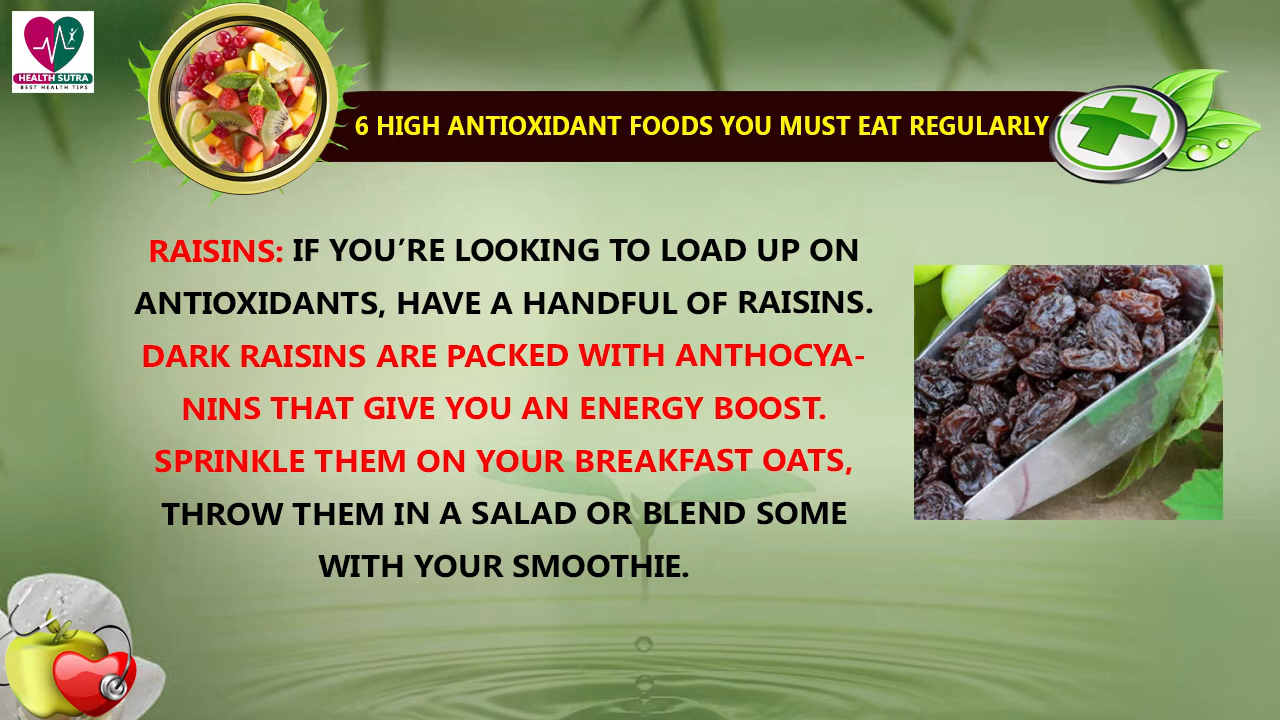 HEALTH SUTRA
BEST HEALTH TIPS
6 HIGH ANTIOXIDANT FOODS YOU MUST EAT REGULARLY
RAISINS: IF YOU’RE LOOKING TO LOAD UP ON
ANTIOXIDANTS, HAVE A HANDFUL OF RAISINS.
DARK RAISINS ARE PACKED WITH ANTHOCYA-
NINS THAT GIVE YOU AN ENERGY BOOST.
SPRINKLE THEM ON YOUR BREAKFAST OATS,
THROW THEM IN A SALAD OR BLEND SOME
WITH YOUR SMOOTHIE.